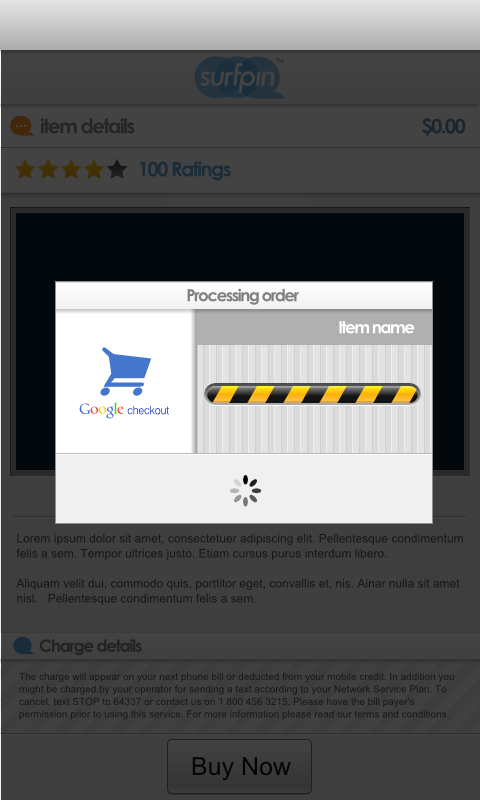 surfpin™
item details
$0.00
100 Ratings
Processing order
Item name
Google checkout
Lorem ipsum dolor sit amet, consectetuer adipiscing elit. Pellentesque condimentum
felis a sem. Tempor ultrices justo. Etiam cursus purus interdum libero.
Aliquam velit dui, commodo quis, porttitor eget, convallis et, nis. Ainar nulla sit amet
nisl. Pellentesque condimentum felis a sem.
Charge details
The charge will appear on your next phone bill or deducted from your mobile credit. In addition you
might be charged by your operator for sending a text according to your Network Service Plan. To
cancel, text STOP to 64337 or contact us on 1 800 456 3215. Please have the bill payer's
permission prior to using this service. For more information please read our terms and conditions.
Buy Now